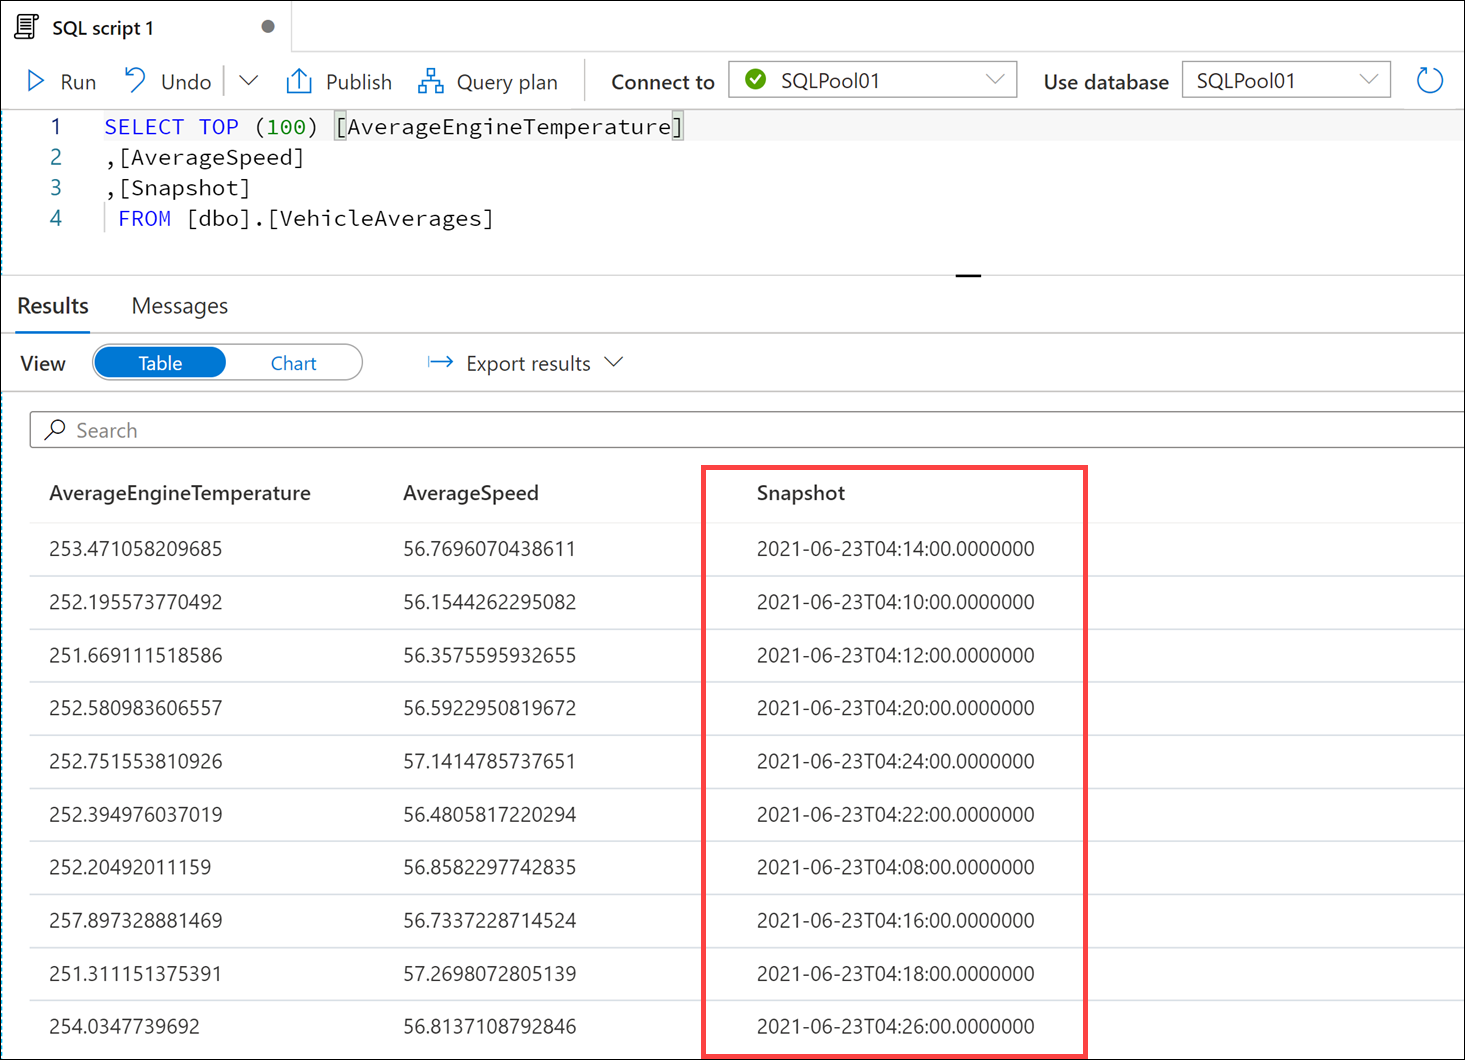 SQL script 1
Run Undo Publish Query plan Connect to SQLPool01 Use database SQLPool01
1 SELECT TOP (100) [AverageEngineTemperature]
2 ,[AverageSpeed]
3 ,[Snapshot]
4 FROM [dbo].[VehicleAverages]
Results Messages
View Table Chart Export results
Search
AverageEngineTemperature AverageSpeed Snapshot
253.471058209685 56.7696070438611 2021-06-23T04:14:00.0000000
252.195573770492 56.1544262295082 2021-06-23T04:10:00.0000000
251.669111518586 56.3575595932655 2021-06-23T04:12:00.0000000
252.580983606557 56.5922950819672 2021-06-23T04:20:00.0000000
252.751553810926 57.1414785737651 2021-06-23T04:24:00.0000000
252.394976037019 56.4805817220294 2021-06-23T04:22:00.0000000
252.20492011159 56.8582297742835 2021-06-23T04:08:00.0000000
257.897328881469 56.7337228714524 2021-06-23T04:16:00.0000000
251.311151375391 57.2698072805139 2021-06-23T04:18:00.0000000
254.0347739692 56.8137108792846 2021-06-23T04:26:00.0000000